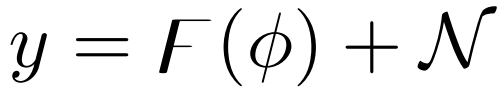 y = F(ϕ) + 𝒩